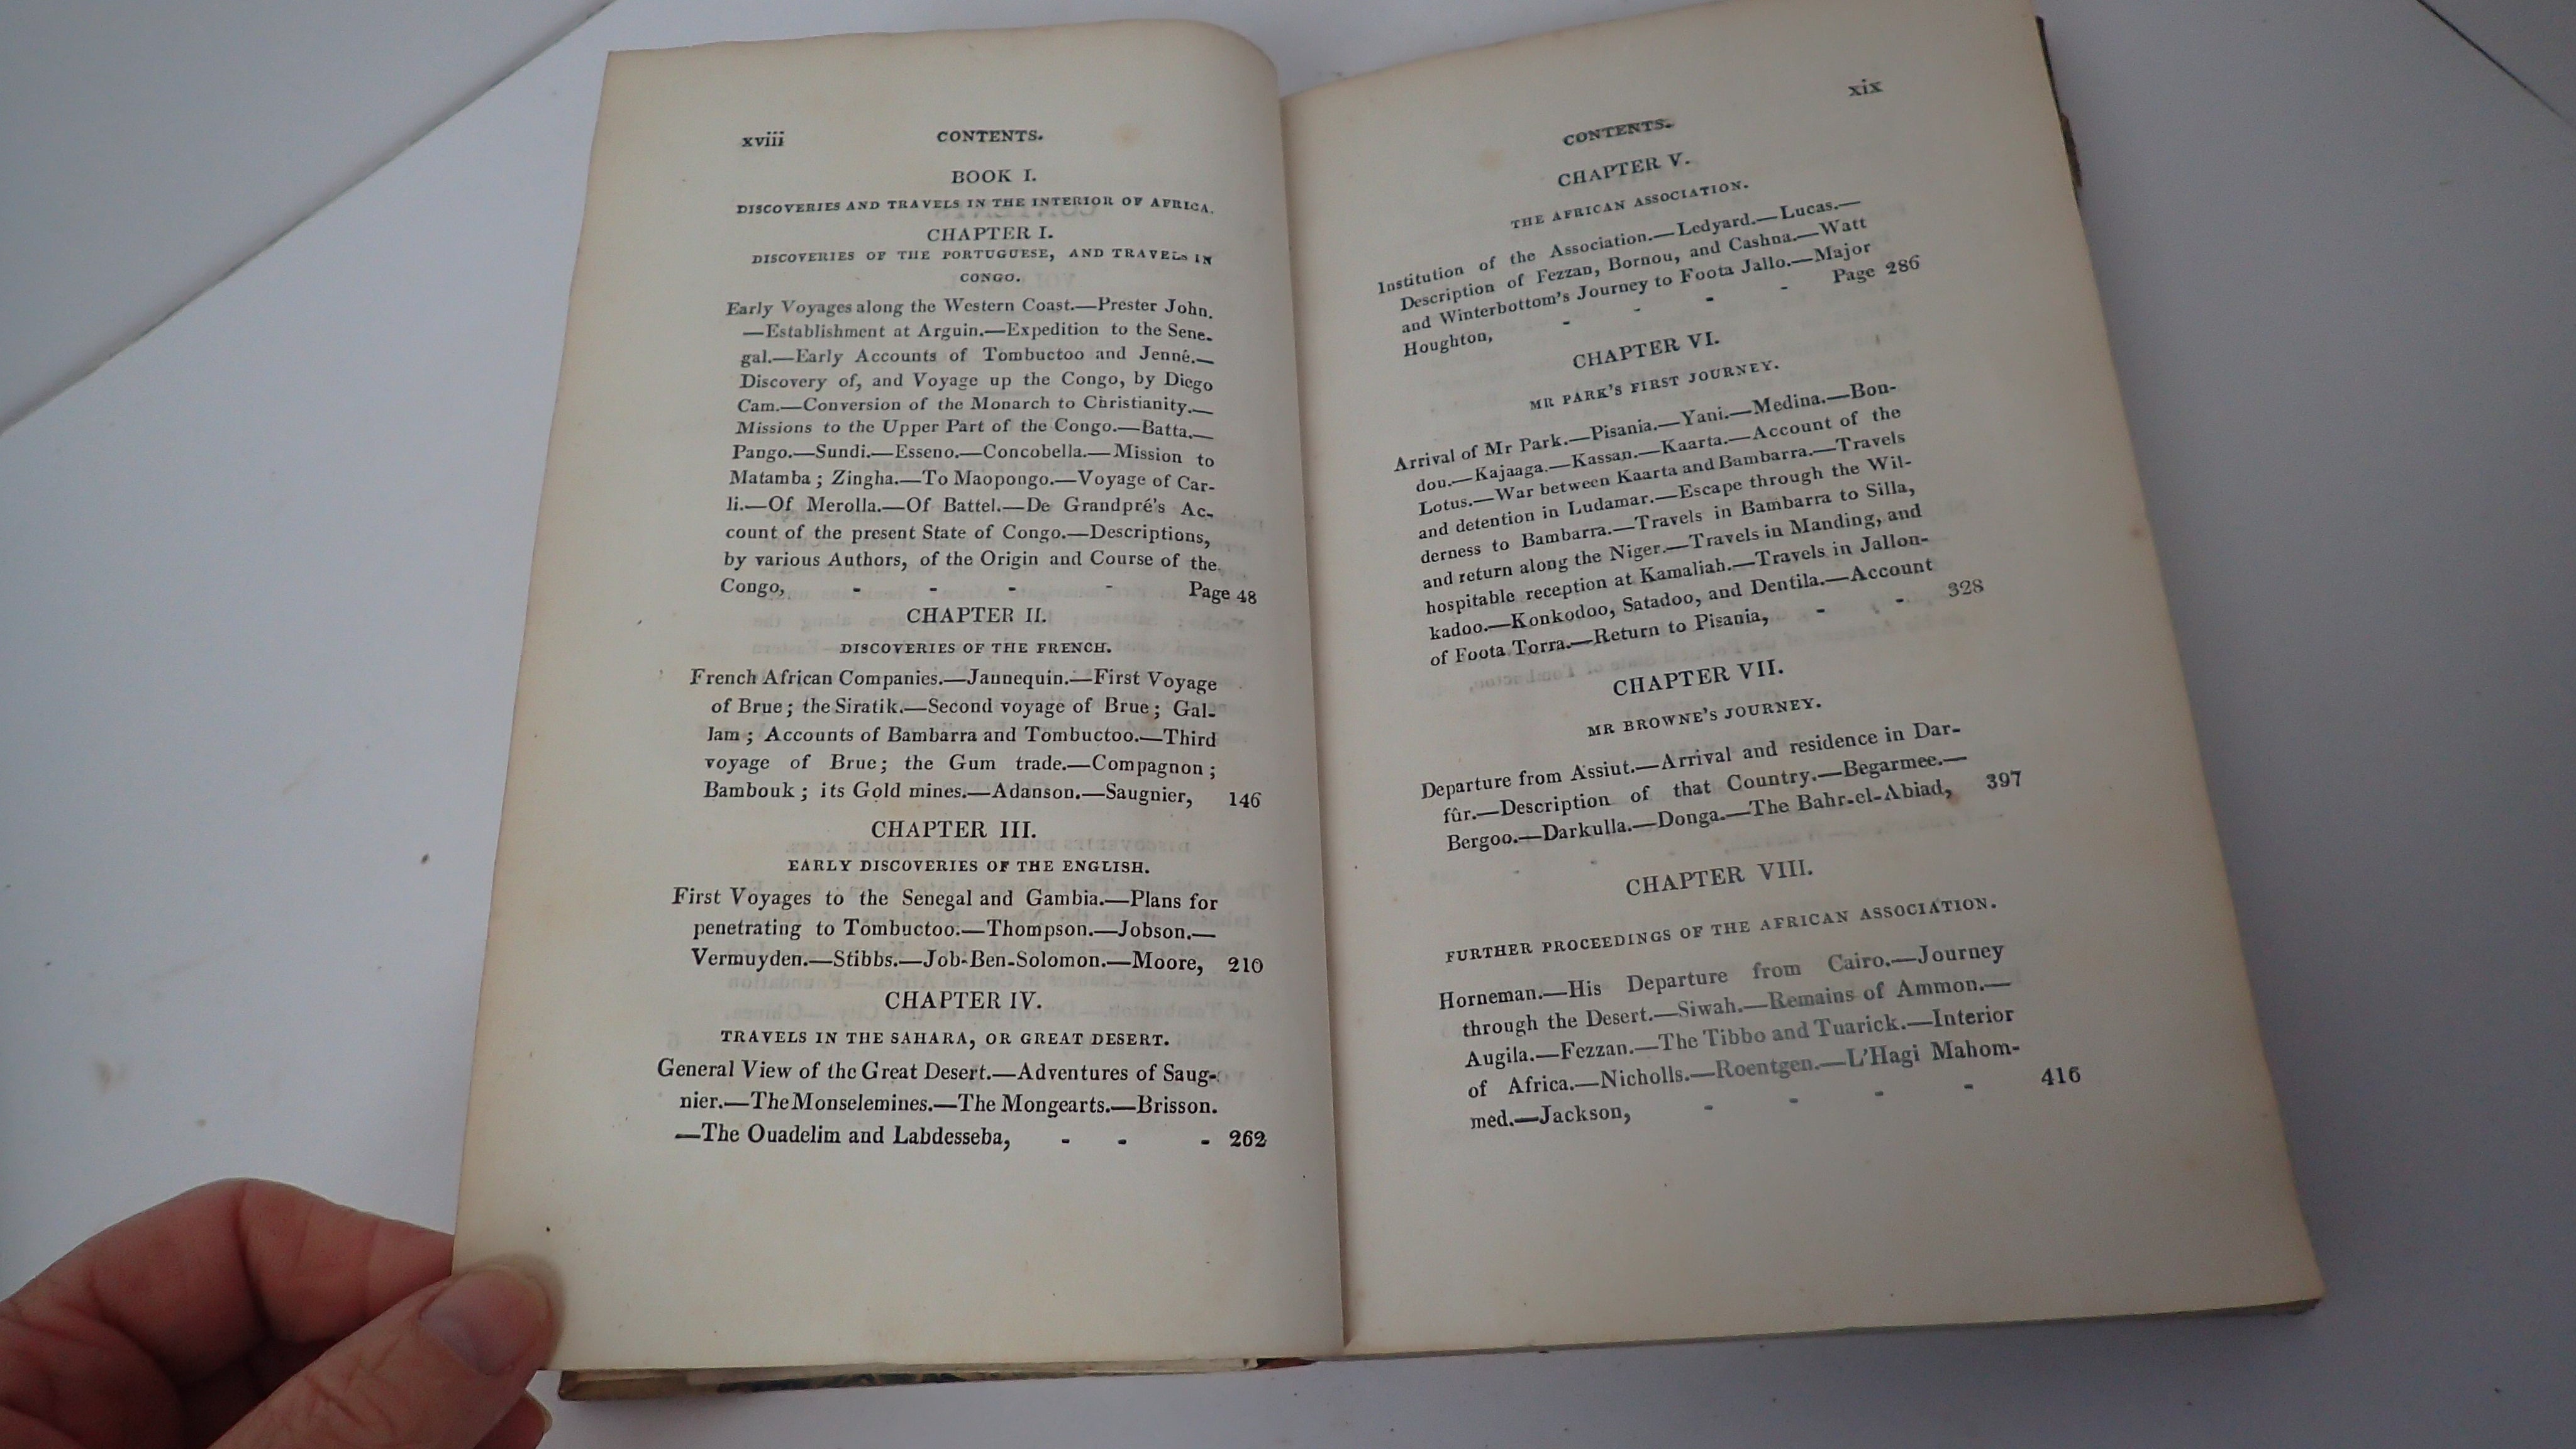 xviii CONTENTS.
BOOK I.
DISCOVERIES AND TRAVELS IN THE INTERIOR OF AFRICA.
CHAPTER I.
DISCOVERIES OF THE PORTUGUESE, AND TRAVELS IN
CONGO.
Early Voyages along the Western Coast.—Prester John.
—Establishment at Arguin.—Expedition to the Sene-
gal.—Early Accounts of Tombuctoo and Jenné.—
Discovery of, and Voyage up the Congo, by Diego
Cam.—Conversion of the Monarch to Christianity.—
Missions to the Upper Part of the Congo.—Batta.—
Pango.—Sundi.—Esseno.—Concobella.—Mission to
Matamba; Zingha.—To Maopongo.—Voyage of Car-
li.—Of Merolla.—Of Battel.—De Grandpré's Ac-
count of the present State of Congo.—Descriptions,
by various Authors, of the Origin and Course of the
Congo, - - - - Page 48
CHAPTER II.
DISCOVERIES OF THE FRENCH.
French African Companies.—Jannequin.—First Voyage
of Brue; the Siratik.—Second voyage of Brue; Gal-
lam; Accounts of Bambarra and Tombuctoo.—Third
voyage of Brue; the Gum trade.—Compagnon;
Bambouk; its Gold mines.—Adanson.—Saugnier, 146
CHAPTER III.
EARLY DISCOVERIES OF THE ENGLISH.
First Voyages to the Senegal and Gambia.—Plans for
penetrating to Tombuctoo.—Thompson.—Jobson.—
Vermuyden.—Stibbs.—Job-Ben-Solomon.—Moore, 210
CHAPTER IV.
TRAVELS IN THE SAHARA, OR GREAT DESERT.
General View of the Great Desert.—Adventures of Saug-
nier.—The Monselemines.—The Mongearts.—Brisson.
—The Ouadelim and Labdesseba, - - - 262
CONTENTS. xix
CHAPTER V.
THE AFRICAN ASSOCIATION.
Institution of the Association.—Ledyard.—Lucas.—
Description of Fezzan, Bornou, and Cashna.—Watt
and Winterbottom's Journey to Foota Jallo.—Major
Houghton, - - - - Page 286
CHAPTER VI.
MR PARK'S FIRST JOURNEY.
Arrival of Mr Park.—Pisania.—Yani.—Medina.—Bon-
dou.—Kajaaga.—Kassan.—Kaarta.—Account of the
Lotus.—War between Kaarta and Bambarra.—Travels
and detention in Ludamar.—Escape through the Wil-
derness to Bambarra.—Travels in Bambarra to Silla,
and return along the Niger.—Travels in Manding, and
hospitable reception at Kamaliah.—Travels in Jallon-
kadoo.—Konkodoo, Satadoo, and Dentila.—Account
of Foota Torra.—Return to Pisania, - - 328
CHAPTER VII.
MR BROWNE'S JOURNEY.
Departure from Assiut.—Arrival and residence in Dar-
fûr.—Description of that Country.—Begarmee.—
Bergoo.—Darkulla.—Donga.—The Bahr-el-Abiad, 397
CHAPTER VIII.
FURTHER PROCEEDINGS OF THE AFRICAN ASSOCIATION.
Horneman.—His Departure from Cairo.—Journey
through the Desert.—Siwah.—Remains of Ammon.—
Augila.—Fezzan.—The Tibbo and Tuarick.—Interior
of Africa.—Nicholls.—Roentgen.—L'Hagi Mahom-
med.—Jackson, - - - - 416